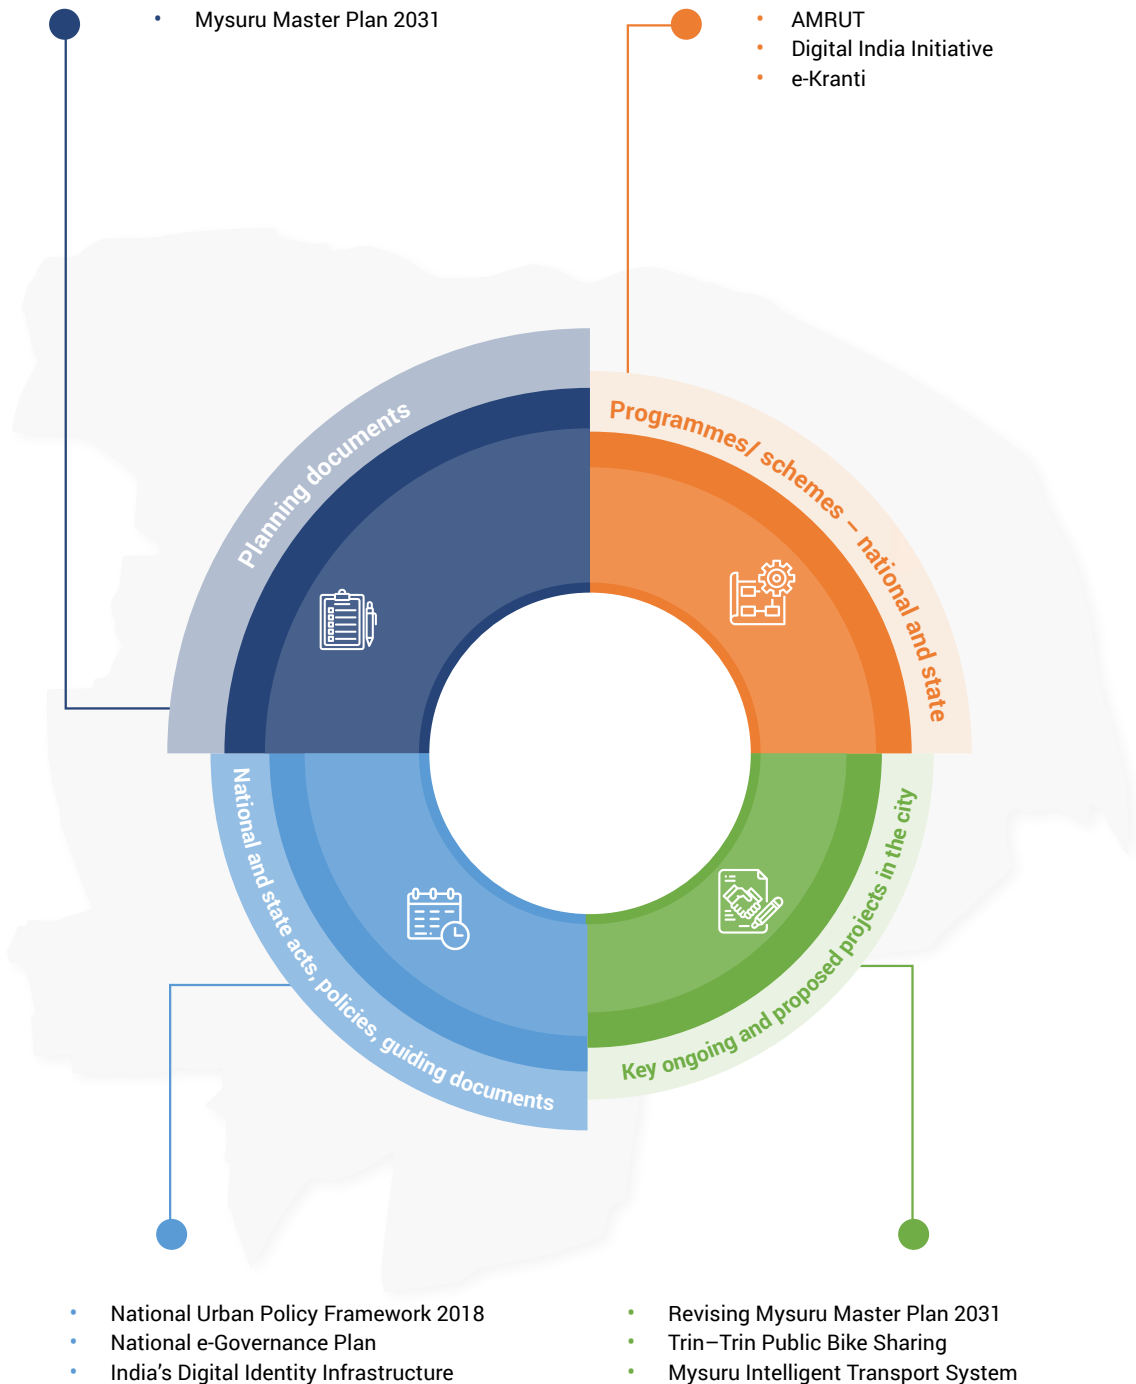 • Mysuru Master Plan 2031
• AMRUT
• Digital India Initiative
• e-Kranti
Planning documents
Programmes/ schemes – national and state
National and state acts, policies, guiding documents
Key ongoing and proposed projects in the city
• National Urban Policy Framework 2018
• National e-Governance Plan
• India’s Digital Identity Infrastructure
• Revising Mysuru Master Plan 2031
• Trin–Trin Public Bike Sharing
• Mysuru Intelligent Transport System